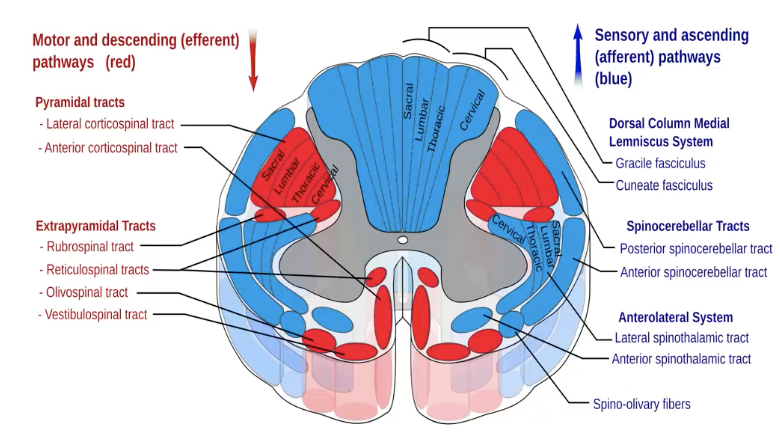 Motor and descending (efferent)
pathways (red)
Pyramidal tracts
- Lateral corticospinal tract
- Anterior corticospinal tract
Extrapyramidal Tracts
- Rubrospinal tract
- Reticulospinal tracts
- Olivospinal tract
- Vestibulospinal tract
Sacral
Lumbar
Thoracic
Cervical
Sacral
Lumbar
Thoracic
Cervical
Cervical
Thoracic
Lumbar
Sacral
Sensory and ascending
(afferent) pathways
(blue)
Dorsal Column Medial
Lemniscus System
Gracile fasciculus
Cuneate fasciculus
Spinocerebellar Tracts
Posterior spinocerebellar tract
Anterior spinocerebellar tract
Anterolateral System
Lateral spinothalamic tract
Anterior spinothalamic tract
Spino-olivary fibers